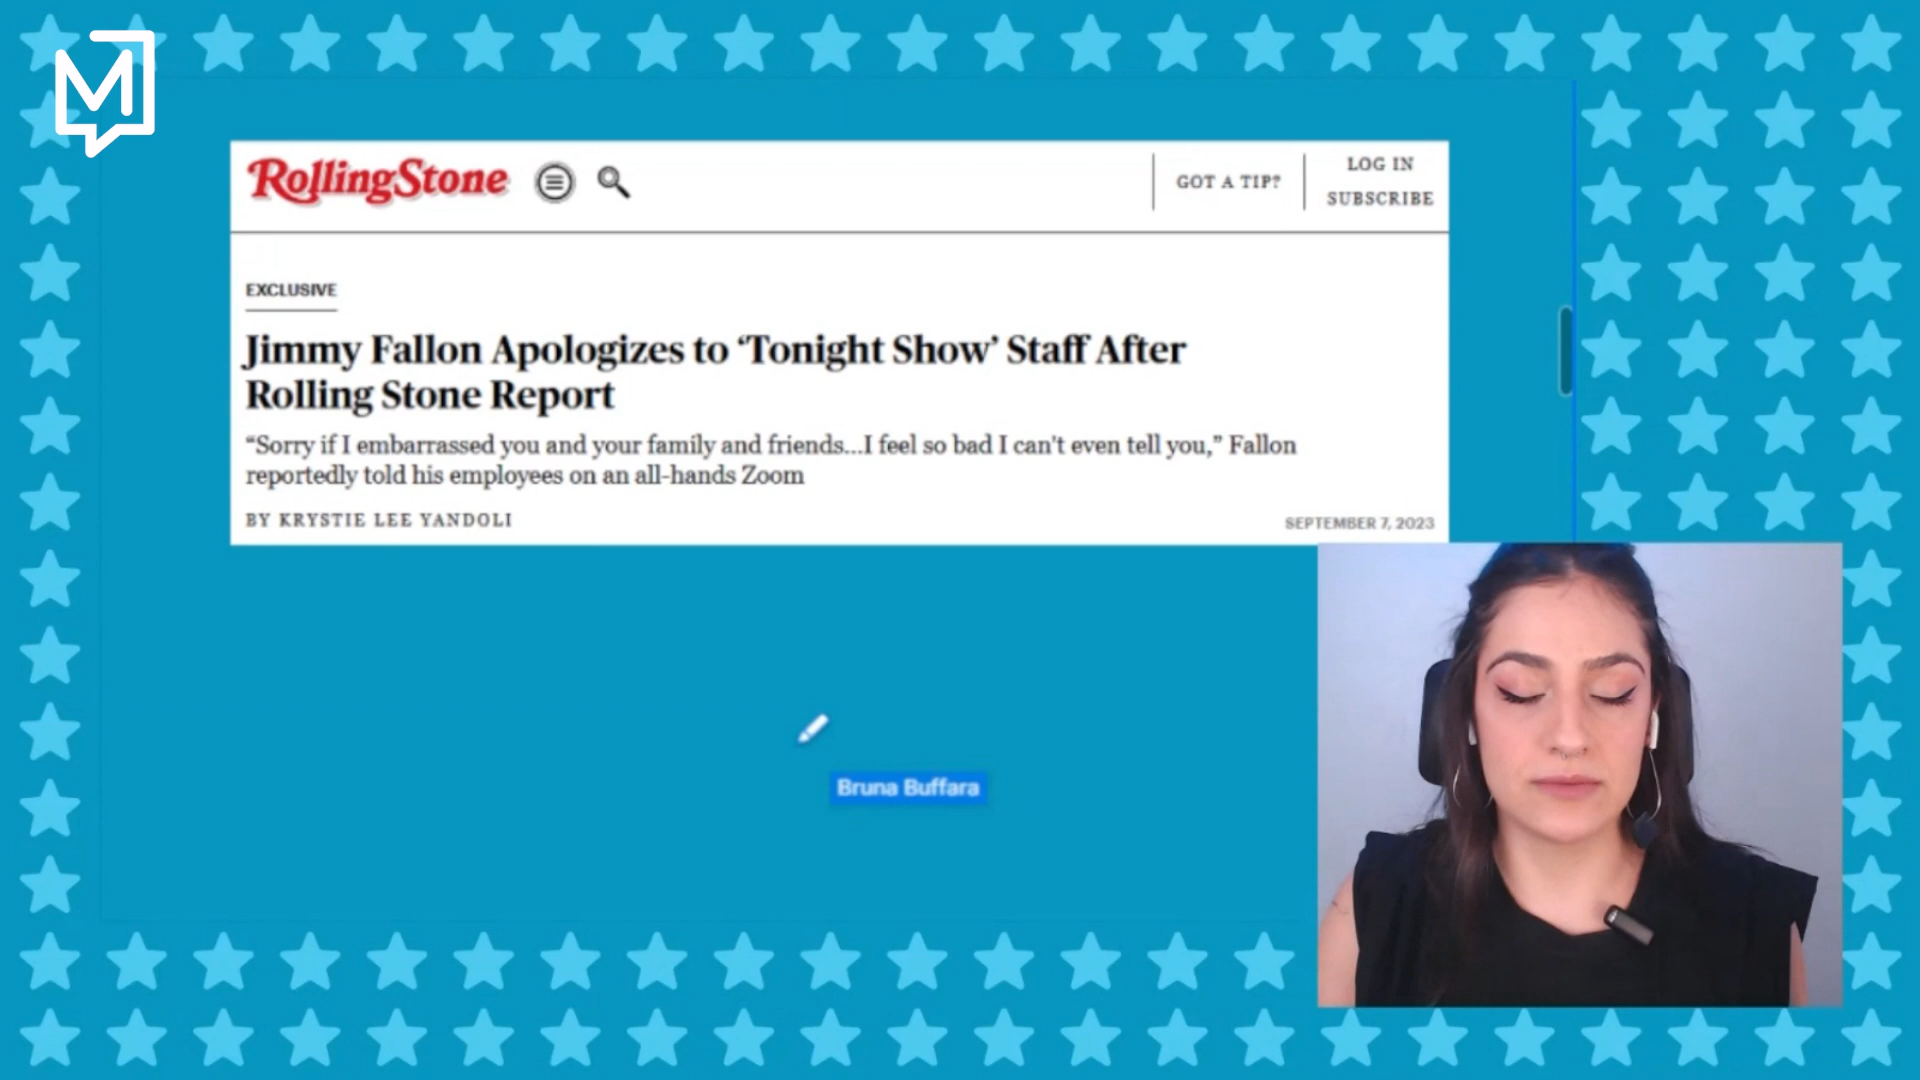 M
RollingStone
GOT A TIP?
LOG IN
SUBSCRIBE
EXCLUSIVE
Jimmy Fallon Apologizes to ‘Tonight Show’ Staff After
Rolling Stone Report
“Sorry if I embarrassed you and your family and friends...I feel so bad I can't even tell you,” Fallon
reportedly told his employees on an all-hands Zoom
BY KRYSTIE LEE YANDOLI
SEPTEMBER 7, 2023
Bruna Buffara